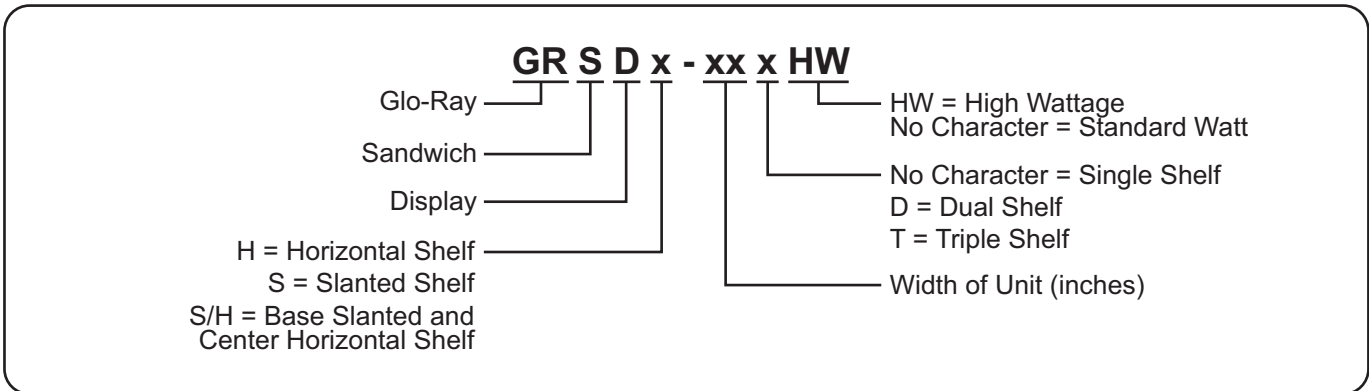 GR S D x - xx x HW
Glo-Ray
Sandwich
Display
H = Horizontal Shelf
S = Slanted Shelf
S/H = Base Slanted and
Center Horizontal Shelf
HW = High Wattage
No Character = Standard Watt
No Character = Single Shelf
D = Dual Shelf
T = Triple Shelf
Width of Unit (inches)